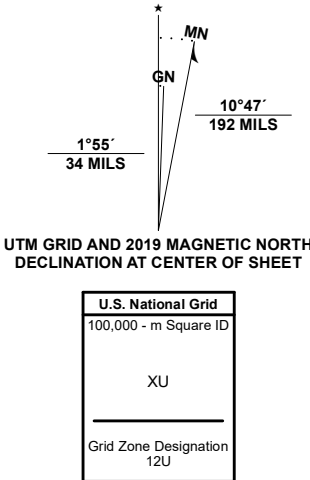 MN
GN
10°47´
192 MILS
1°55´
34 MILS
UTM GRID AND 2019 MAGNETIC NORTH
DECLINATION AT CENTER OF SHEET
U.S. National Grid
100,000 - m Square ID
XU
Grid Zone Designation
12U